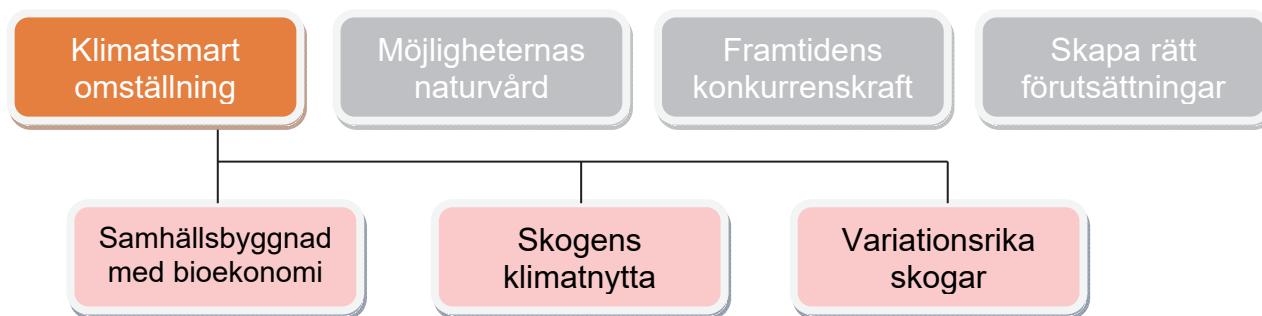 Klimatsmart
omställning
Möjligheternas
naturvård
Framtidens
konkurrenskraft
Skapa rätt
förutsättningar
Samhällsbyggnad
med bioekonomi
Skogens
klimatnytta
Variationsrika
skogar